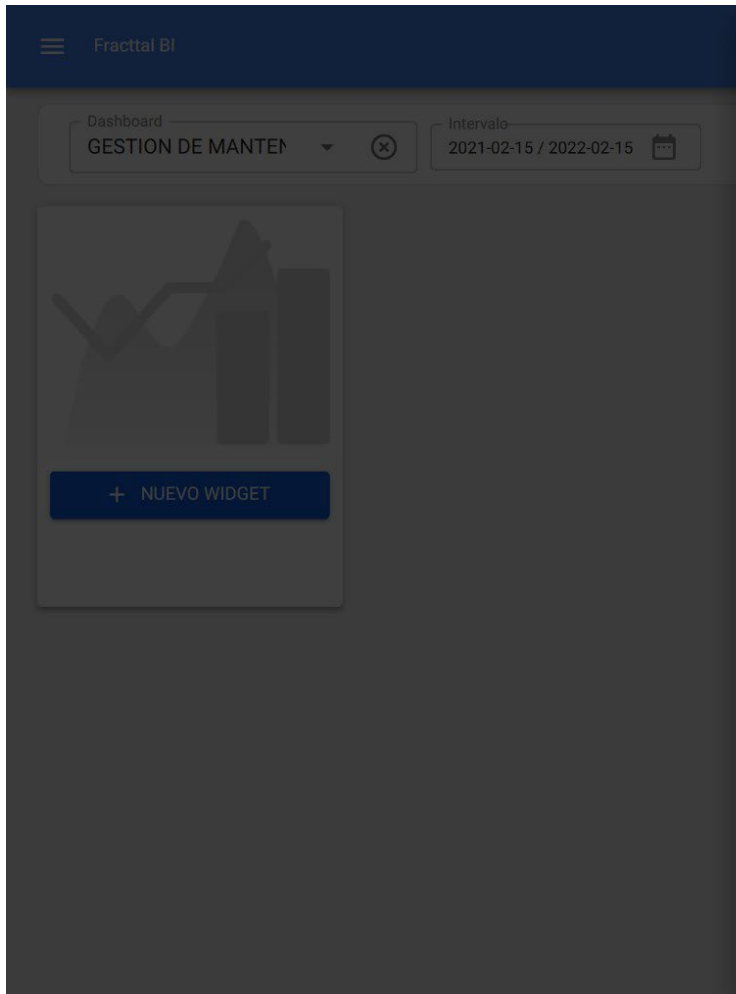 Fracttal BI
Dashboard
GESTION DE MANTEN
Intervalo
2021-02-15 / 2022-02-15
+ NUEVO WIDGET